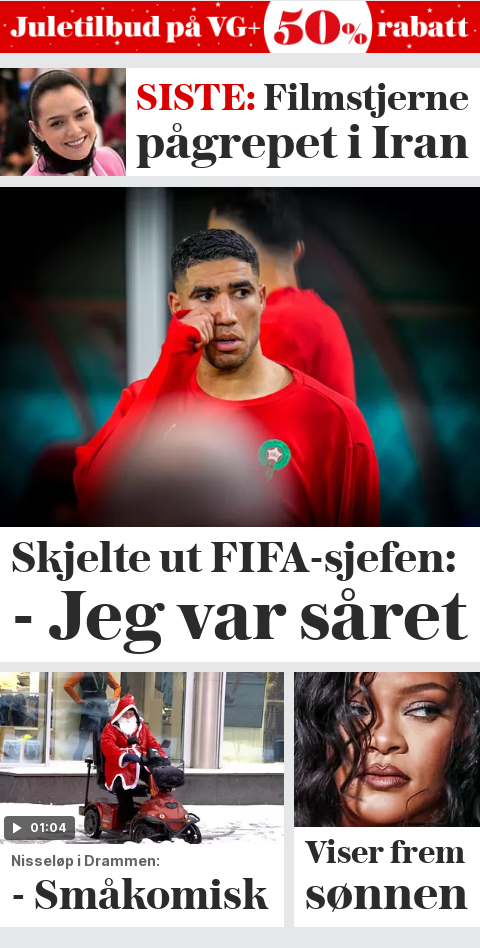 Juletilbud på VG+ 50% rabatt
SISTE: Filmstjerne
pågrepet i Iran
Skjelte ut FIFA-sjefen:
- Jeg var såret
01:04
Nisseløp i Drammen:
- Småkomisk
Viser frem
sønnen